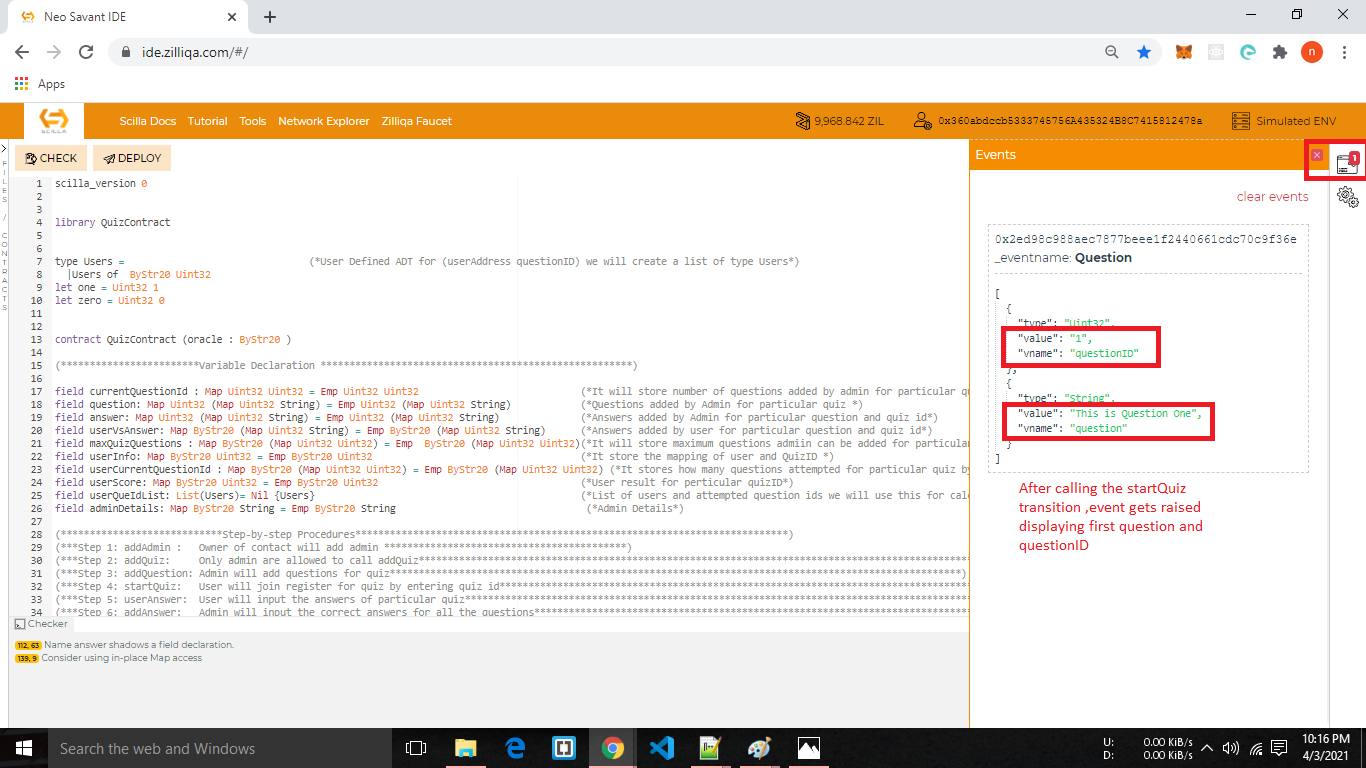 Neo Savant IDE
ide.zilliqa.com/#/
n
Apps
SCILLA
Scilla Docs Tutorial Tools Network Explorer Zilliqa Faucet
9,968.842 ZIL
0x360abdccb5333745756A435324B8C7415812478a
Simulated ENV
FILES / CONTRACTS
CHECK
DEPLOY
1 scilla_version 0
2
3
4 library QuizContract
5
6
7 type Users = (*User Defined ADT for (userAddress questionID) we will create a list of type Users*)
8 |Users of ByStr20 Uint32
9 let one = Uint32 1
10 let zero = Uint32 0
11
12
13 contract QuizContract (oracle : ByStr20 )
14
15 (************************Variable Declaration ******************************************************)
16
17 field currentQuestionId : Map Uint32 Uint32 = Emp Uint32 Uint32 (*It will store number of questions added by admin for particular qu
18 field question: Map Uint32 (Map Uint32 String) = Emp Uint32 (Map Uint32 String) (*Questions added by Admin for particular quiz *)
19 field answer: Map Uint32 (Map Uint32 String) = Emp Uint32 (Map Uint32 String) (*Answers added by Admin for particular question and quiz id*)
20 field userVsAnswer: Map ByStr20 (Map Uint32 String) = Emp ByStr20 (Map Uint32 String) (*Answers added by user for particular question and quiz id*)
21 field maxQuizQuestions : Map ByStr20 (Map Uint32 Uint32) = Emp ByStr20 (Map Uint32 Uint32)(*It will store maximum questions admiin can be added for particular
22 field userInfo: Map ByStr20 Uint32 = Emp ByStr20 Uint32 (*It store the mapping of user and QuizID *)
23 field userCurrentQuestionId : Map ByStr20 (Map Uint32 Uint32) = Emp ByStr20 (Map Uint32 Uint32) (*It stores how many questions attempted for particular quiz by
24 field userScore: Map ByStr20 Uint32 = Emp ByStr20 Uint32 (*User result for perticular quizID*)
25 field userQueIdList: List(Users)= Nil {Users} (*List of users and attempted question ids we will use this for calc
26 field adminDetails: Map ByStr20 String = Emp ByStr20 String (*Admin Details*)
27
28 (****************************Step-by-step Procedures***************************************************************************)
29 (***Step 1: addAdmin : Owner of contact will add admin ******************************************)
30 (***Step 2: addQuiz: Only admin are allowed to call addQuiz************************************************************************************************
31 (***Step 3: addQuestion: Admin will add questions for quiz***************************************************************************************************)
32 (***Step 4: startQuiz: User will join register for quiz by entering quiz id**********************************************************************************
33 (***Step 5: userAnswer: User will input the answers of particular quiz****************************************************************************************
34 (***Step 6: addAnswer: Admin will input the correct answers for all the questions****************************************************************************
Checker
112, 63 Name answer shadows a field declaration.
139, 9 Consider using in-place Map access
Events
x
1
clear events
0x2ed98c988aec7877beee1f2440661cdc70c9f36e
_eventname: Question
[
{
"type": "Uint32",
"value": "1",
"vname": "questionID"
},
{
"type": "String",
"value": "This is Question One",
"vname": "question"
}
]
After calling the startQuiz
transition ,event gets raised
displaying first question and
questionID
Search the web and Windows
U: 0.00 KiB/s
D: 0.00 KiB/s
10:16 PM
4/3/2021